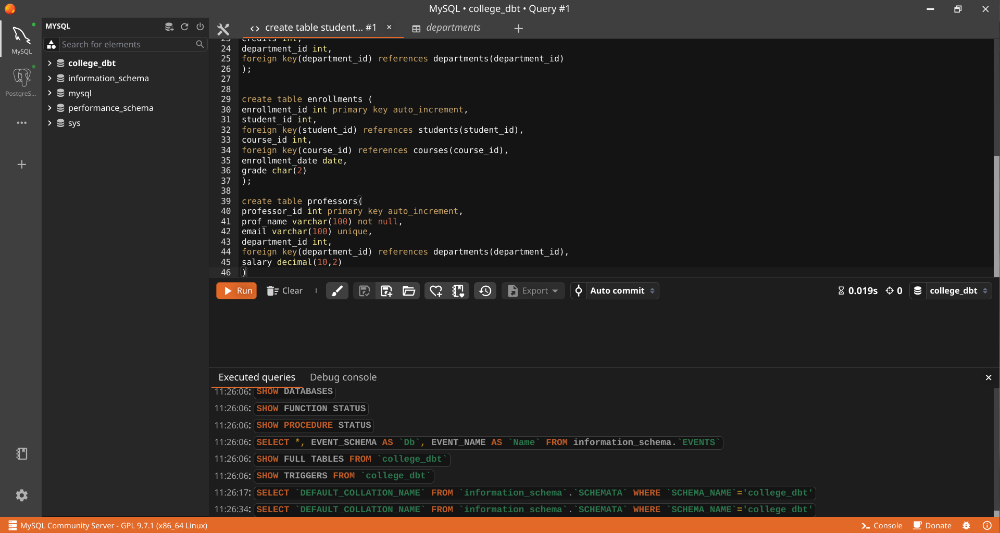 MySQL • college_dbt • Query #1
MySQL
PostgreS...
MYSQL
Search for elements
college_dbt
information_schema
mysql
performance_schema
sys
create table student... #1
departments
23 credits int,
24 department_id int,
25 foreign key(department_id) references departments(department_id)
26 );
27
28
29 create table enrollments (
30 enrollment_id int primary key auto_increment,
31 student_id int,
32 foreign key(student_id) references students(student_id),
33 course_id int,
34 foreign key(course_id) references courses(course_id),
35 enrollment_date date,
36 grade char(2)
37 );
38
39 create table professors(
40 professor_id int primary key auto_increment,
41 prof_name varchar(100) not null,
42 email varchar(100) unique,
43 department_id int,
44 foreign key(department_id) references departments(department_id),
45 salary decimal(10,2)
46 )
Run Clear Export Auto commit 0.019s 0 college_dbt
Executed queries Debug console
11:26:06: SHOW DATABASES
11:26:06: SHOW FUNCTION STATUS
11:26:06: SHOW PROCEDURE STATUS
11:26:06: SELECT *, EVENT_SCHEMA AS `Db`, EVENT_NAME AS `Name` FROM information_schema.`EVENTS`
11:26:06: SHOW FULL TABLES FROM `college_dbt`
11:26:06: SHOW TRIGGERS FROM `college_dbt`
11:26:17: SELECT `DEFAULT_COLLATION_NAME` FROM `information_schema`.`SCHEMATA` WHERE `SCHEMA_NAME`='college_dbt'
11:26:34: SELECT `DEFAULT_COLLATION_NAME` FROM `information_schema`.`SCHEMATA` WHERE `SCHEMA_NAME`='college_dbt'
MySQL Community Server - GPL 9.7.1 (x86_64 Linux)
Console Donate